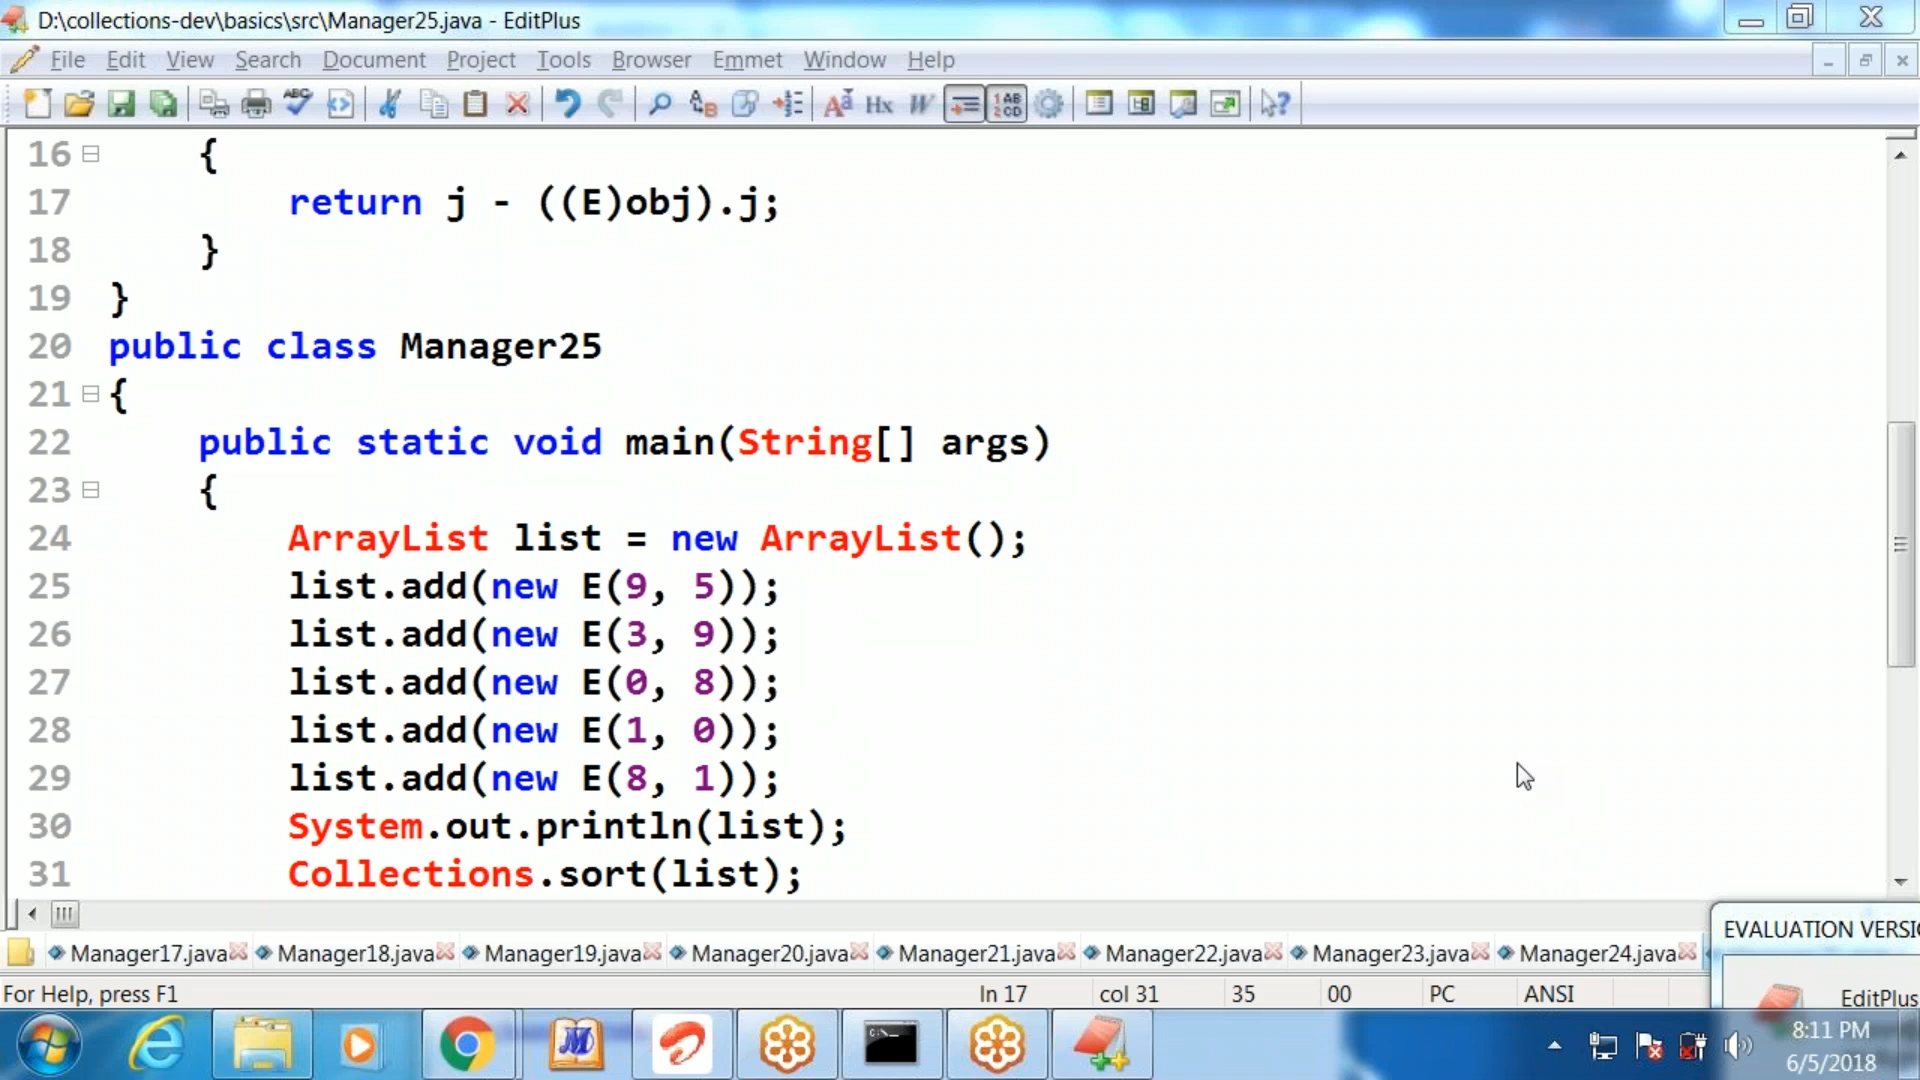 D:\collections-dev\basics\src\Manager25.java - EditPlus
File Edit View Search Document Project Tools Browser Emmet Window Help
16 {
17 return j - ((E)obj).j;
18 }
19 }
20 public class Manager25
21 {
22 public static void main(String[] args)
23 {
24 ArrayList list = new ArrayList();
25 list.add(new E(9, 5));
26 list.add(new E(3, 9));
27 list.add(new E(0, 8));
28 list.add(new E(1, 0));
29 list.add(new E(8, 1));
30 System.out.println(list);
31 Collections.sort(list);
EVALUATION VERSI
Manager17.java Manager18.java Manager19.java Manager20.java Manager21.java Manager22.java Manager23.java Manager24.java
For Help, press F1 ln 17 col 31 35 00 PC ANSI
EditPlus
8:11 PM
6/5/2018